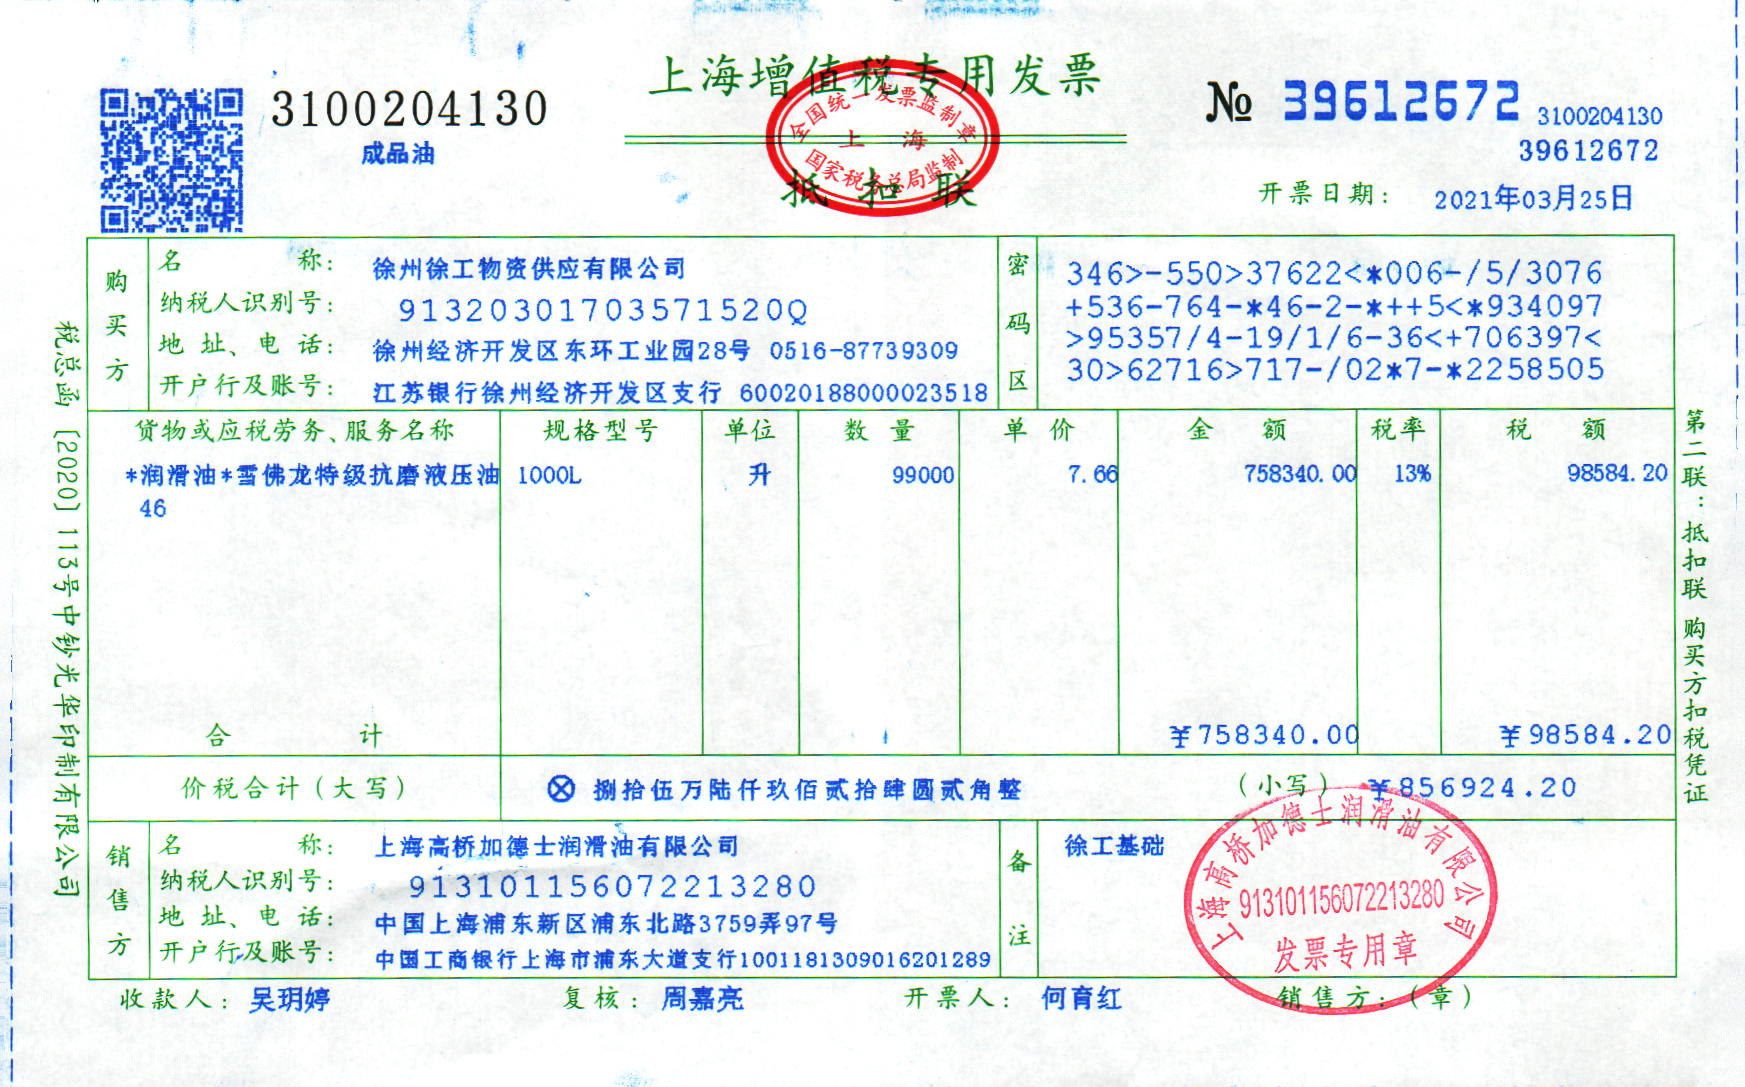 上海增值税专用发票
3100204130
成品油
全国统一发票监制章
上海
国家税务总局监制
抵扣联
№ 39612672
3100204130
39612672
开票日期: 2021年03月25日
购买方
名称: 徐州徐工物资供应有限公司
纳税人识别号: 91320301703571520Q
地址、电话: 徐州经济开发区东环工业园28号 0516-87739309
开户行及账号: 江苏银行徐州经济开发区支行 60020188000023518
密码区
346>-550>37622<*006-/5/3076
+536-764-*46-2-*++5<*934097
>95357/4-19/1/6-36<+706397<
30>62716>717-/02*7-*2258505
货物或应税劳务、服务名称 规格型号 单位 数量 单价 金额 税率 税额
*润滑油*雪佛龙特级抗磨液压油 1000L 升 99000 7.66 758340.00 13% 98584.20
46
合计 ¥758340.00 ¥98584.20
价税合计(大写) ⊗ 捌拾伍万陆仟玖佰贰拾肆圆贰角整 (小写) ¥856924.20
销售方
名称: 上海高桥加德士润滑油有限公司
纳税人识别号: 913101156072213280
地址、电话: 中国上海浦东新区浦东北路3759弄97号
开户行及账号: 中国工商银行上海市浦东大道支行1001181309016201289
备注
徐工基础
上海高桥加德士润滑油有限公司
913101156072213280
发票专用章
收款人: 吴玥婷 复核: 周嘉亮 开票人: 何育红 销售方:(章)
税总函〔2020〕113号中钞光华印制有限公司
第二联:抵扣联 购买方扣税凭证